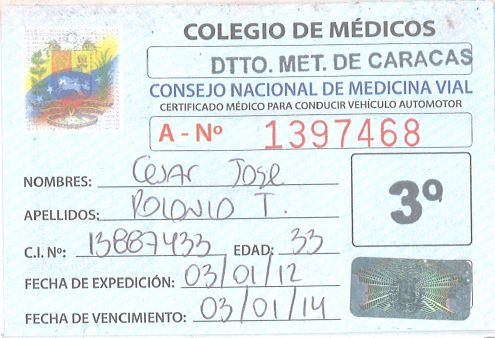 COLEGIO DE MÉDICOS
DTTO. MET. DE CARACAS
CONSEJO NACIONAL DE MEDICINA VIAL
CERTIFICADO MÉDICO PARA CONDUCIR VEHÍCULO AUTOMOTOR
A - Nº 1397468
NOMBRES: Cesar Jose
APELLIDOS: Polonio T.
3º
C.I. Nº: 13887433 EDAD: 33
FECHA DE EXPEDICIÓN: 03/01/12
FECHA DE VENCIMIENTO: 03/01/14